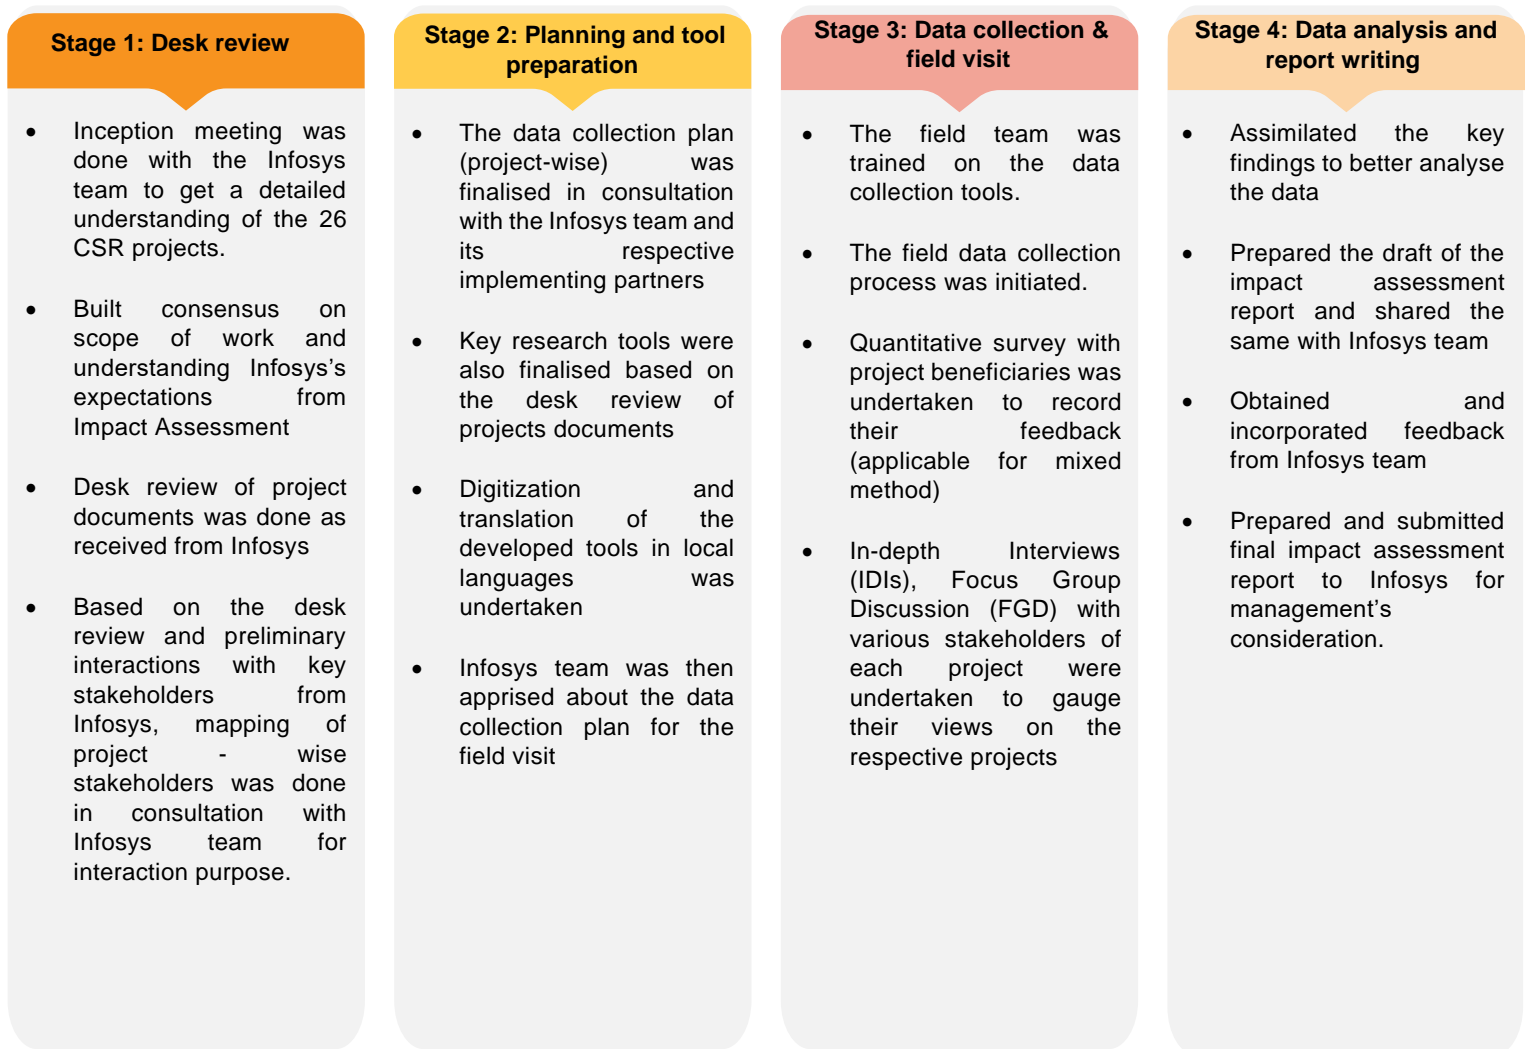 Stage 1: Desk review
• Inception meeting was
done with the Infosys
team to get a detailed
understanding of the 26
CSR projects.
• Built consensus on
scope of work and
understanding Infosys's
expectations from
Impact Assessment
• Desk review of project
documents was done as
received from Infosys
• Based on the desk
review and preliminary
interactions with key
stakeholders from
Infosys, mapping of
project - wise
stakeholders was done
in consultation with
Infosys team for
interaction purpose.
Stage 2: Planning and tool
preparation
• The data collection plan
(project-wise) was
finalised in consultation
with the Infosys team and
its respective
implementing partners
• Key research tools were
also finalised based on
the desk review of
projects documents
• Digitization and
translation of the
developed tools in local
languages was
undertaken
• Infosys team was then
apprised about the data
collection plan for the
field visit
Stage 3: Data collection &
field visit
• The field team was
trained on the data
collection tools.
• The field data collection
process was initiated.
• Quantitative survey with
project beneficiaries was
undertaken to record
their feedback
(applicable for mixed
method)
• In-depth Interviews
(IDIs), Focus Group
Discussion (FGD) with
various stakeholders of
each project were
undertaken to gauge
their views on the
respective projects
Stage 4: Data analysis and
report writing
• Assimilated the key
findings to better analyse
the data
• Prepared the draft of the
impact assessment
report and shared the
same with Infosys team
• Obtained and
incorporated feedback
from Infosys team
• Prepared and submitted
final impact assessment
report to Infosys for
management's
consideration.